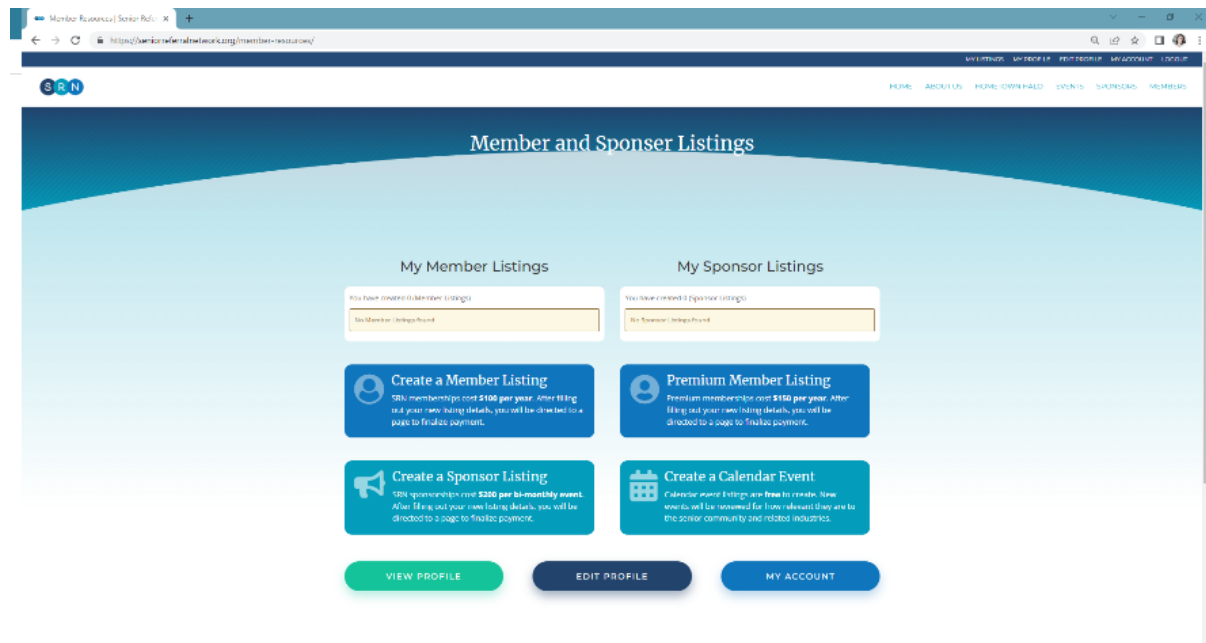 Member Resources | Senior Refer
https://seniorreferralnetwork.org/member-resources/
MY LISTINGS MY PROFILE EDIT PROFILE MY ACCOUNT LOGOUT
SRN
HOME ABOUT US HOMETOWN HALO EVENTS SPONSORS MEMBERS
Member and Sponser Listings
My Member Listings
You have created 0 (Member Listings)
No Member Listings found
My Sponsor Listings
You have created 0 (Sponsor Listings)
No Sponsor Listings found
Create a Member Listing
SRN memberships cost $100 per year. After filling
out your new listing details, you will be directed to a
page to finalize payment.
Premium Member Listing
Premium memberships cost $150 per year. After
filling out your new listing details, you will be
directed to a page to finalize payment.
Create a Sponsor Listing
SRN sponsorships cost $200 per bi-monthly event.
After filling out your new listing details, you will be
directed to a page to finalize payment.
Create a Calendar Event
Calendar event listings are free to create. New
events will be reviewed for how relevant they are to
the senior community and related industries.
VIEW PROFILE
EDIT PROFILE
MY ACCOUNT